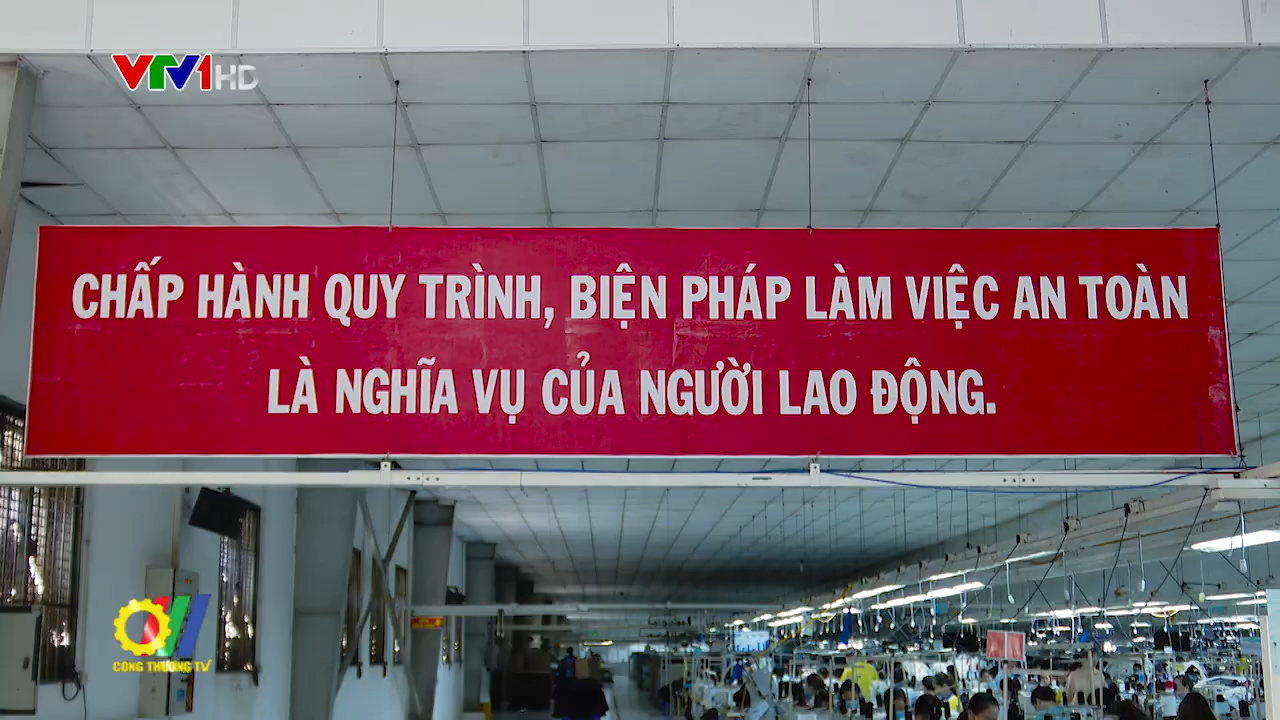 VTV1HD
CHẤP HÀNH QUY TRÌNH, BIỆN PHÁP LÀM VIỆC AN TOÀN
LÀ NGHĨA VỤ CỦA NGƯỜI LAO ĐỘNG.
CÔNG THƯƠNG TV